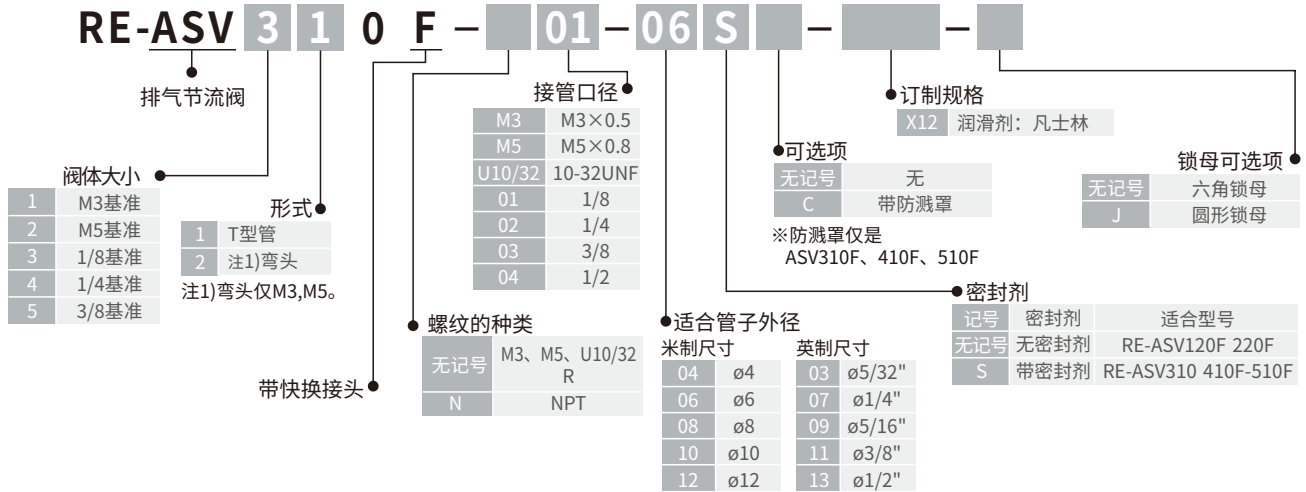 RE-ASV 3 1 0 F － 01－06 S －  －
排气节流阀
阀体大小
1 M3基准
2 M5基准
3 1/8基准
4 1/4基准
5 3/8基准
形式
1 T型管
2 注1)弯头
注1)弯头仅M3,M5。
带快换接头
螺纹的种类
无记号 M3、M5、U10/32
R
N NPT
接管口径
M3 M3×0.5
M5 M5×0.8
U10/32 10-32UNF
01 1/8
02 1/4
03 3/8
04 1/2
适合管子外径
米制尺寸
04 ø4
06 ø6
08 ø8
10 ø10
12 ø12
英制尺寸
03 ø5/32"
07 ø1/4"
09 ø5/16"
11 ø3/8"
13 ø1/2"
密封剂
记号 密封剂 适合型号
无记号 无密封剂 RE-ASV120F 220F
S 带密封剂 RE-ASV310 410F-510F
可选项
无记号 无
C 带防溅罩
※防溅罩仅是
ASV310F、410F、510F
订制规格
X12 润滑剂：凡士林
锁母可选项
无记号 六角锁母
J 圆形锁母